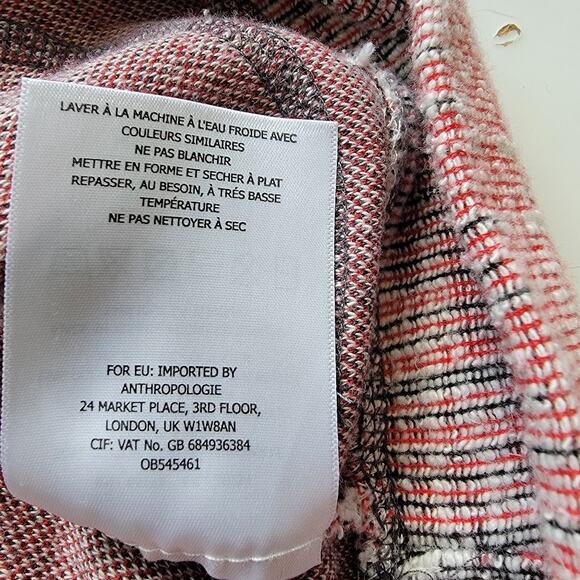 LAVER À LA MACHINE À L'EAU FROIDE AVEC
COULEURS SIMILAIRES
NE PAS BLANCHIR
METTRE EN FORME ET SECHER À PLAT
REPASSER, AU BESOIN, À TRÉS BASSE
TEMPÉRATURE
NE PAS NETTOYER À SEC
FOR EU: IMPORTED BY
ANTHROPOLOGIE
24 MARKET PLACE, 3RD FLOOR,
LONDON, UK W1W8AN
CIF: VAT No. GB 684936384
OB545461